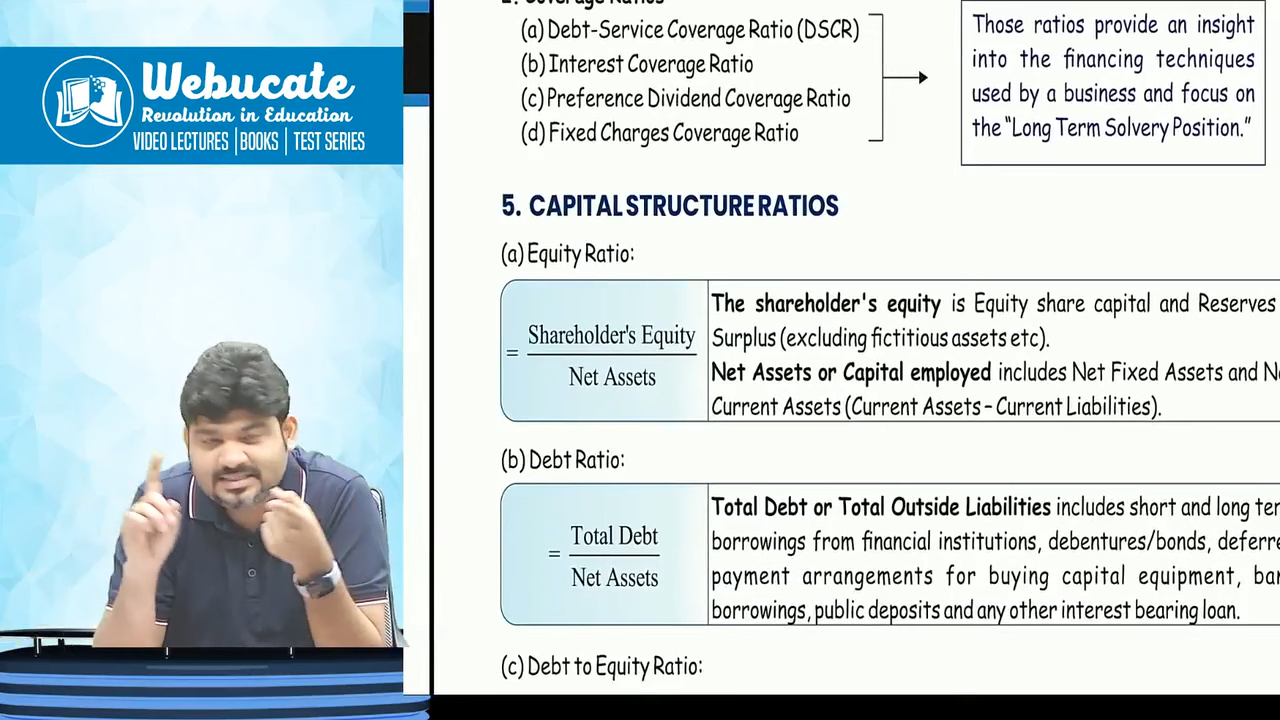 Webucate
Revolution in Education
VIDEO LECTURES | BOOKS | TEST SERIES
2. Coverage Ratios
(a) Debt-Service Coverage Ratio (DSCR)
(b) Interest Coverage Ratio
(c) Preference Dividend Coverage Ratio
(d) Fixed Charges Coverage Ratio
Those ratios provide an insight
into the financing techniques
used by a business and focus on
the “Long Term Solvery Position.”
5. CAPITAL STRUCTURE RATIOS
(a) Equity Ratio:
= Shareholder's Equity
Net Assets
The shareholder's equity is Equity share capital and Reserves
Surplus (excluding fictitious assets etc).
Net Assets or Capital employed includes Net Fixed Assets and
Current Assets (Current Assets – Current Liabilities).
(b) Debt Ratio:
= Total Debt
Net Assets
Total Debt or Total Outside Liabilities includes short and long
borrowings from financial institutions, debentures/bonds,
payment arrangements for buying capital equipment,
borrowings, public deposits and any other interest bearing loan.
(c) Debt to Equity Ratio: